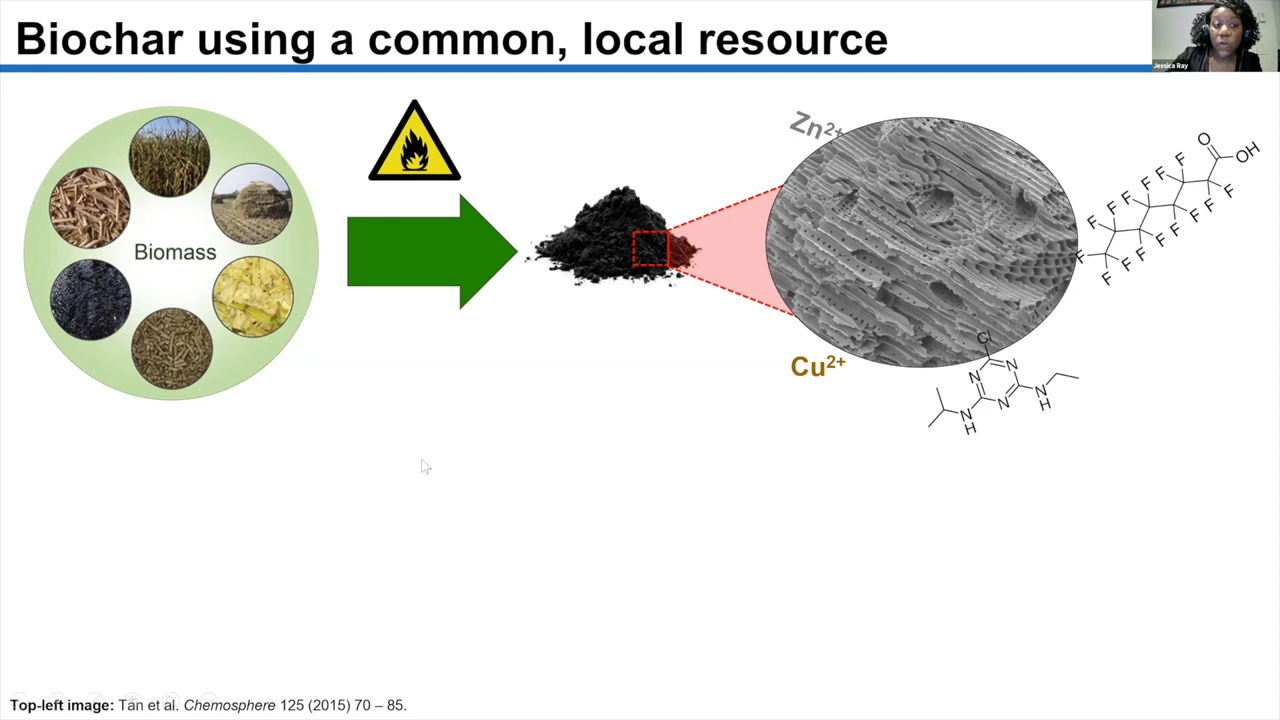 Biochar using a common, local resource
Jessica Ray
Biomass
Zn2+
Cu2+
O
OH
F F F F F F F
F F F F F F F F
Cl
N N
N
N H
N H
Top-left image: Tan et al. Chemosphere 125 (2015) 70 – 85.